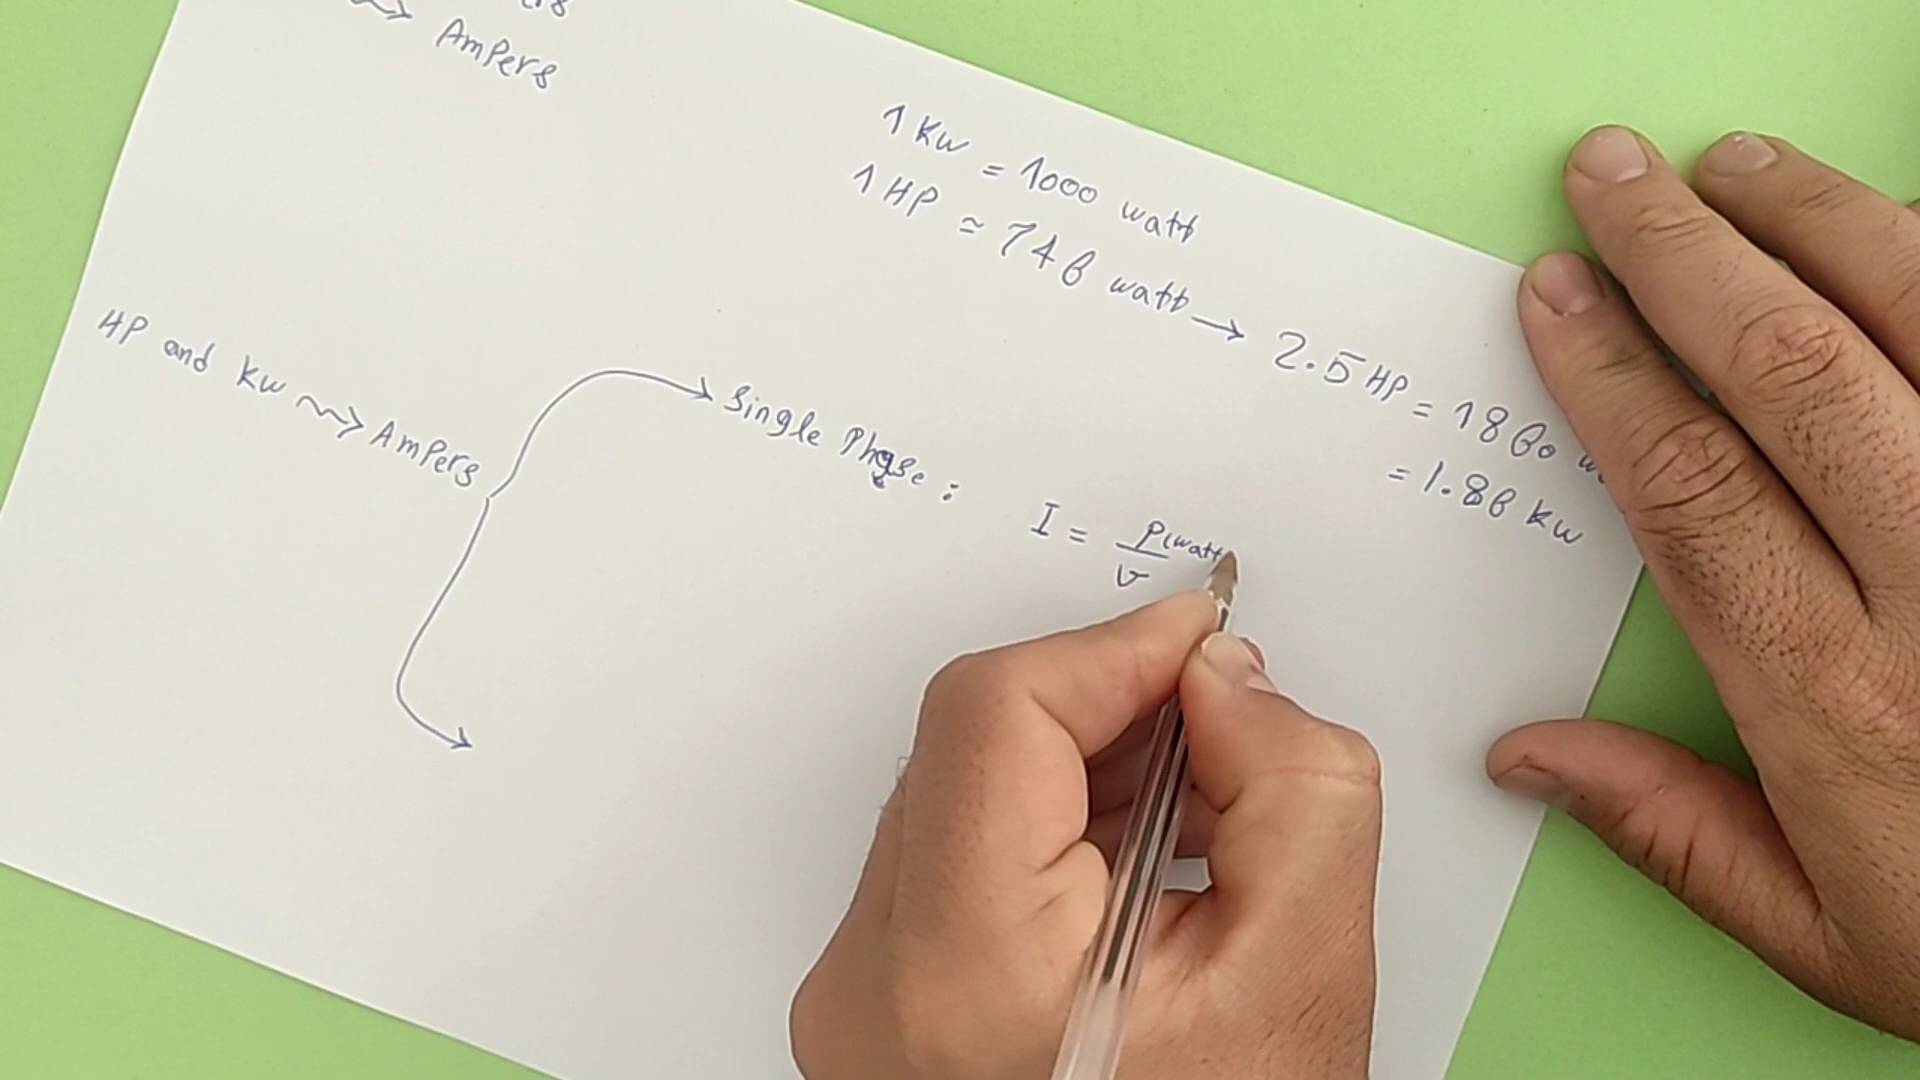 Ampers
1 Kw = 1000 watt
1 HP ≃ 746 watt → 2.5 HP = 1860
= 1.86 kw
HP and kw ⇝ Ampers
Single Phase :
I = P(watt
V